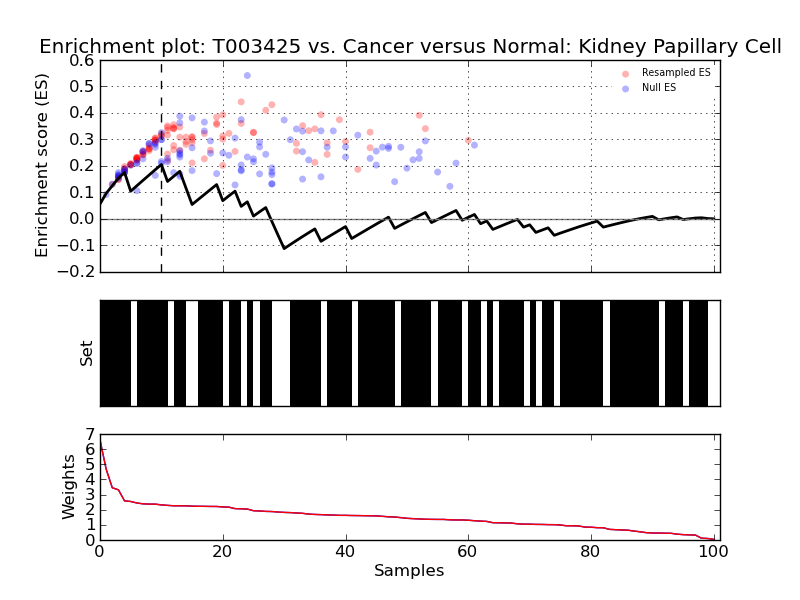 Enrichment plot: T003425 vs. Cancer versus Normal: Kidney Papillary Cell
0.6
0.5
0.4
0.3
0.2
0.1
0.0
−0.1
−0.2
Enrichment score (ES)
Resampled ES
Null ES
Set
7
6
5
4
3
2
1
0
Weights
0 20 40 60 80 100
Samples